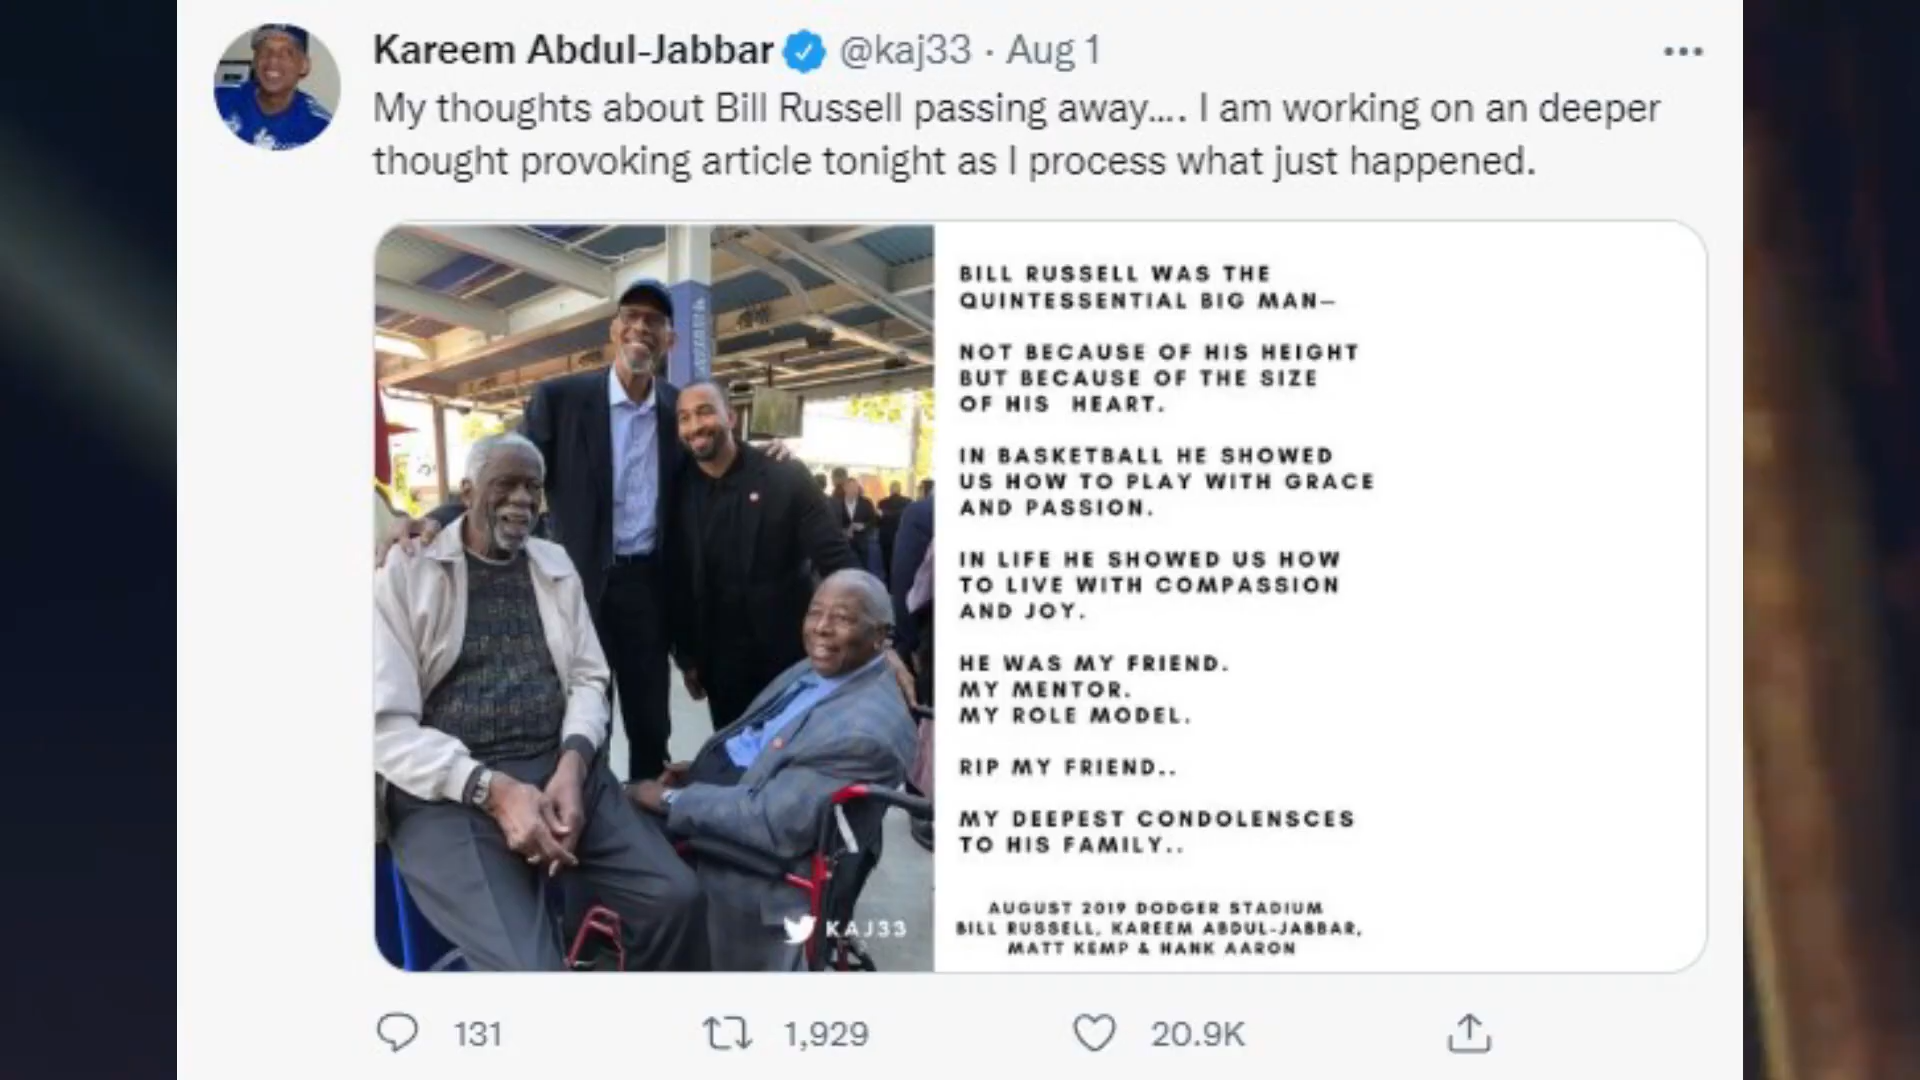 Kareem Abdul-Jabbar @kaj33 · Aug 1
My thoughts about Bill Russell passing away.... I am working on an deeper
thought provoking article tonight as I process what just happened.
BILL RUSSELL WAS THE
QUINTESSENTIAL BIG MAN—
NOT BECAUSE OF HIS HEIGHT
BUT BECAUSE OF THE SIZE
OF HIS HEART.
IN BASKETBALL HE SHOWED
US HOW TO PLAY WITH GRACE
AND PASSION.
IN LIFE HE SHOWED US HOW
TO LIVE WITH COMPASSION
AND JOY.
HE WAS MY FRIEND.
MY MENTOR.
MY ROLE MODEL.
RIP MY FRIEND..
MY DEEPEST CONDOLENSCES
TO HIS FAMILY..
AUGUST 2019 DODGER STADIUM
BILL RUSSELL, KAREEM ABDUL-JABBAR,
MATT KEMP & HANK AARON
KAJ33
131 1,929 20.9K